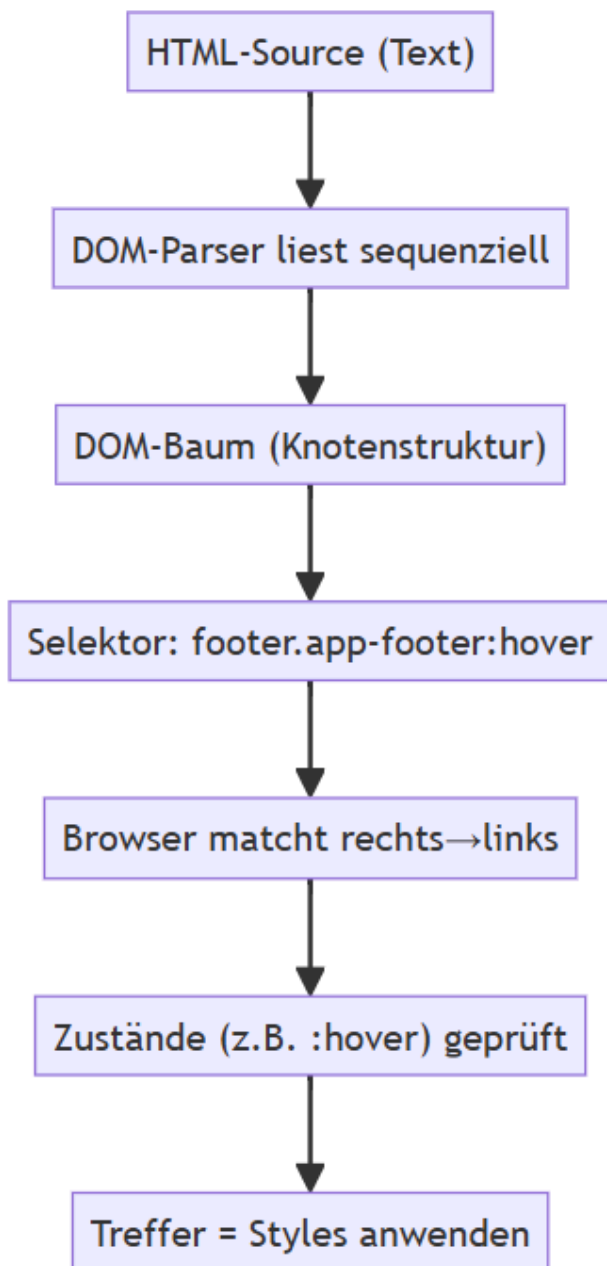 HTML-Source (Text)
DOM-Parser liest sequenziell
DOM-Baum (Knotenstruktur)
Selektor: footer.app-footer:hover
Browser matcht rechts→links
Zustände (z.B. :hover) geprüft
Treffer = Styles anwenden